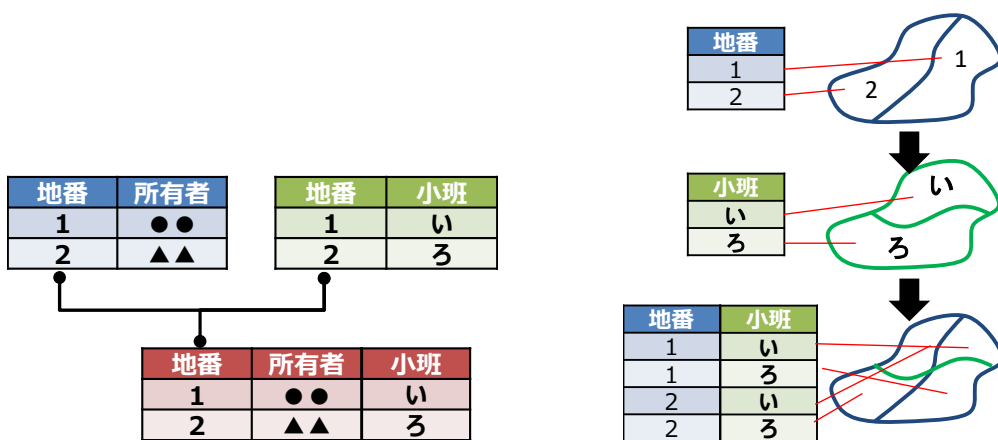 地番 所有者
1 ●●
2 ▲▲
地番 小班
1 い
2 ろ
地番 所有者 小班
1 ●● い
2 ▲▲ ろ
地番
1
2
1
2
小班
い
ろ
い
ろ
地番 小班
1 い
1 ろ
2 い
2 ろ